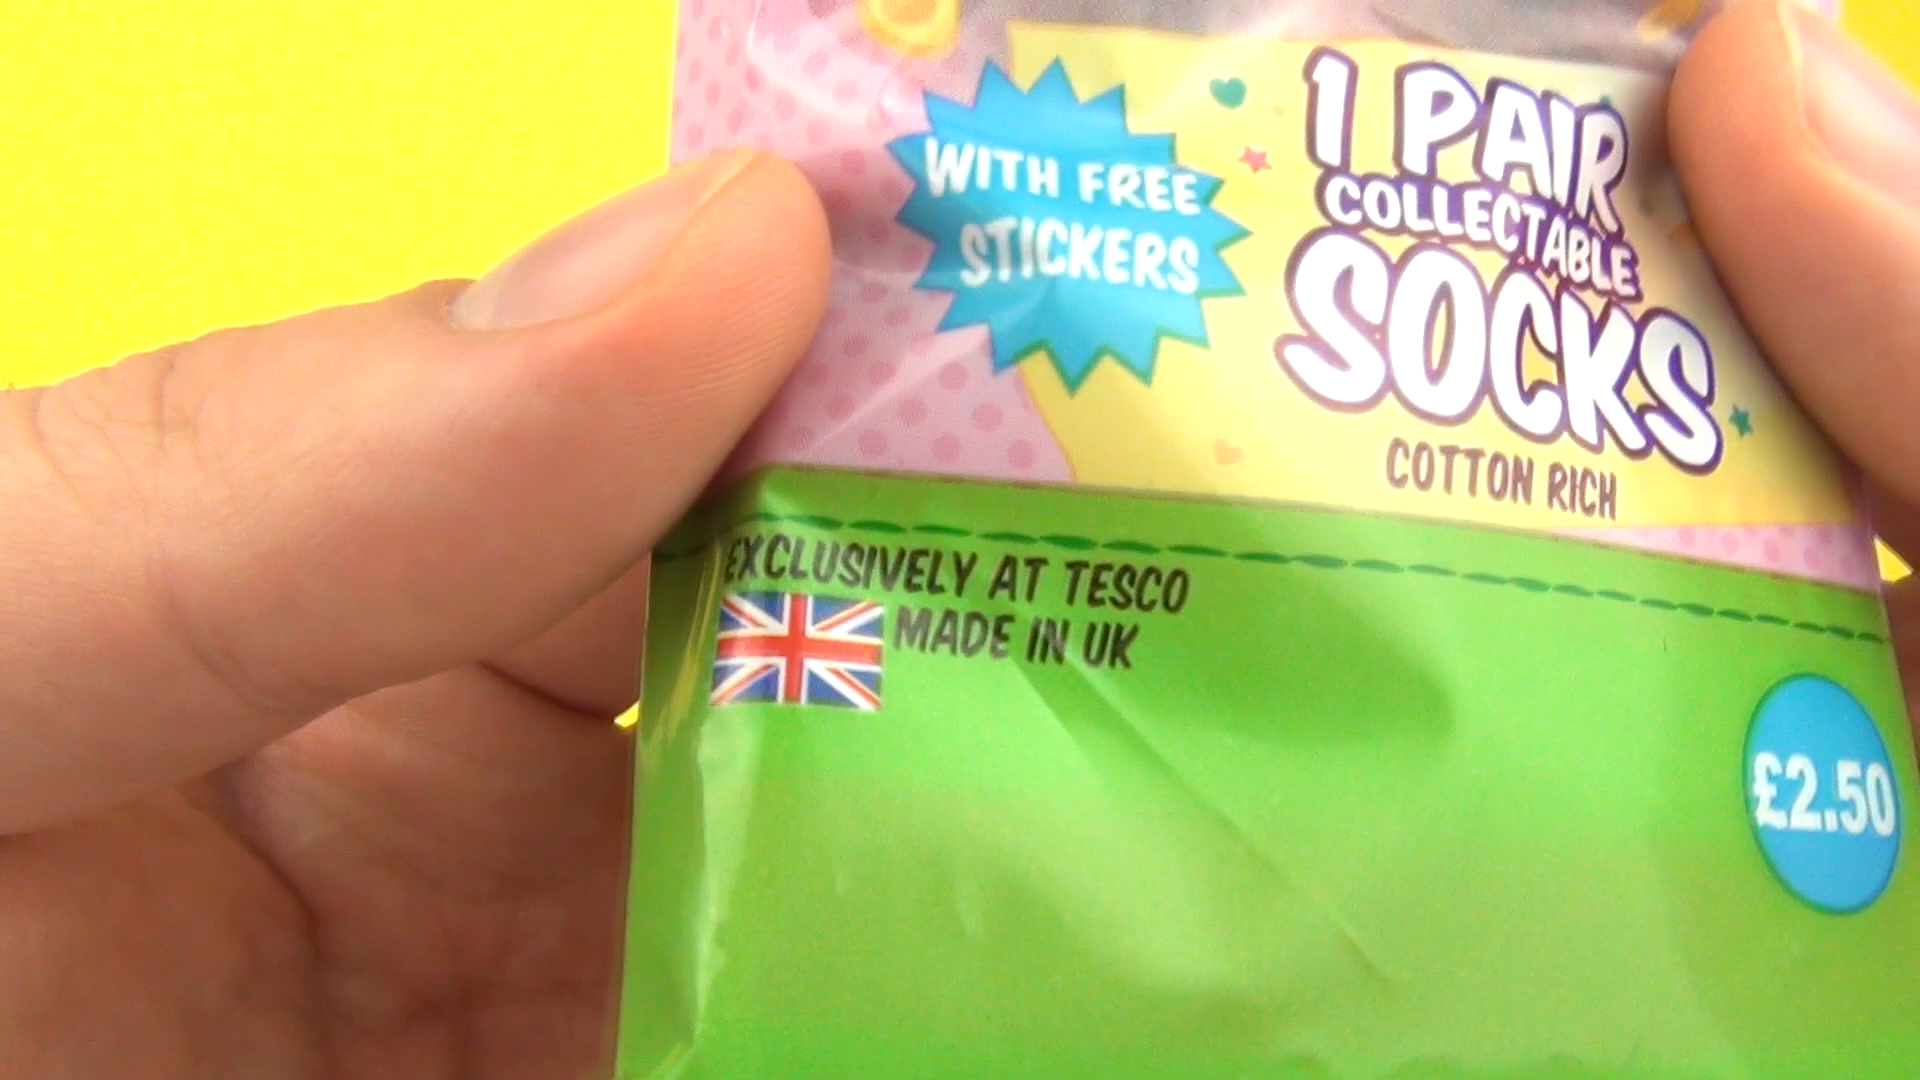 WITH FREE
STICKERS
1 PAIR
COLLECTABLE
SOCKS
COTTON RICH
EXCLUSIVELY AT TESCO
MADE IN UK
£2.50